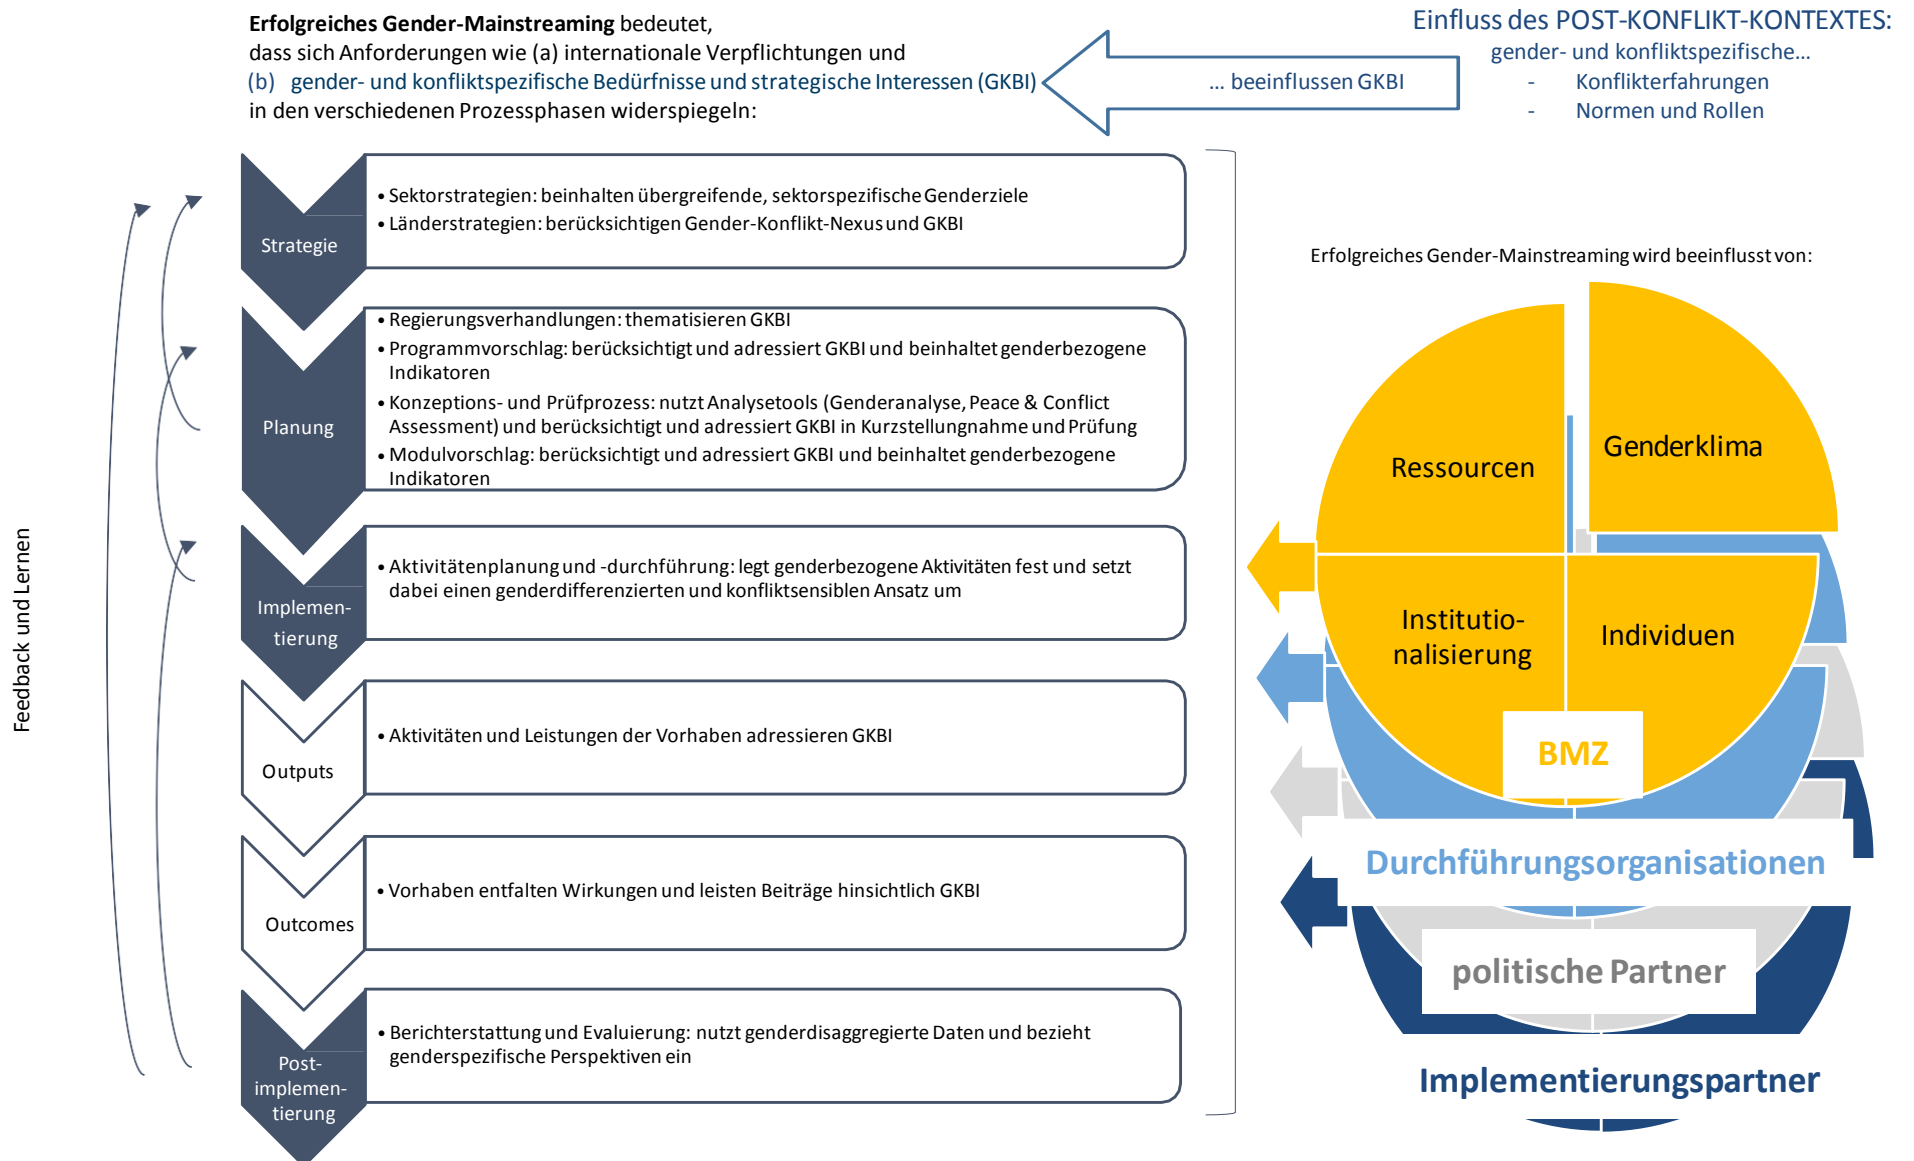 Erfolgreiches Gender-Mainstreaming bedeutet,
dass sich Anforderungen wie (a) internationale Verpflichtungen und
(b) gender- und konfliktspezifische Bedürfnisse und strategische Interessen (GKBI)
in den verschiedenen Prozessphasen widerspiegeln:
... beeinflussen GKBI
Einfluss des POST-KONFLIKT-KONTEXTES:
gender- und konfliktspezifische...
- Konflikterfahrungen
- Normen und Rollen
Feedback und Lernen
Strategie
• Sektorstrategien: beinhalten übergreifende, sektorspezifische Genderziele
• Länderstrategien: berücksichtigen Gender-Konflikt-Nexus und GKBI
Planung
• Regierungsverhandlungen: thematisieren GKBI
• Programmvorschlag: berücksichtigt und adressiert GKBI und beinhaltet genderbezogene
Indikatoren
• Konzeptions- und Prüfprozess: nutzt Analysetools (Genderanalyse, Peace & Conflict
Assessment) und berücksichtigt und adressiert GKBI in Kurzstellungnahme und Prüfung
• Modulvorschlag: berücksichtigt und adressiert GKBI und beinhaltet genderbezogene
Indikatoren
Implemen-
tierung
• Aktivitätenplanung und -durchführung: legt genderbezogene Aktivitäten fest und setzt
dabei einen genderdifferenzierten und konfliktsensiblen Ansatz um
Outputs
• Aktivitäten und Leistungen der Vorhaben adressieren GKBI
Outcomes
• Vorhaben entfalten Wirkungen und leisten Beiträge hinsichtlich GKBI
Post-
implemen-
tierung
• Berichterstattung und Evaluierung: nutzt genderdisaggregierte Daten und bezieht
genderspezifische Perspektiven ein
Erfolgreiches Gender-Mainstreaming wird beeinflusst von:
Ressourcen
Genderklima
Institutio-
nalisierung
Individuen
BMZ
Durchführungsorganisationen
politische Partner
Implementierungspartner